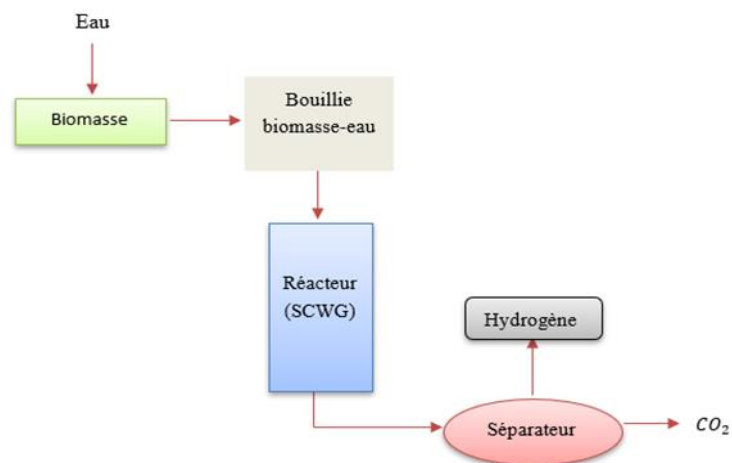 Eau
Biomasse
Bouillie
biomasse-eau
Réacteur
(SCWG)
Hydrogène
Séparateur
CO₂